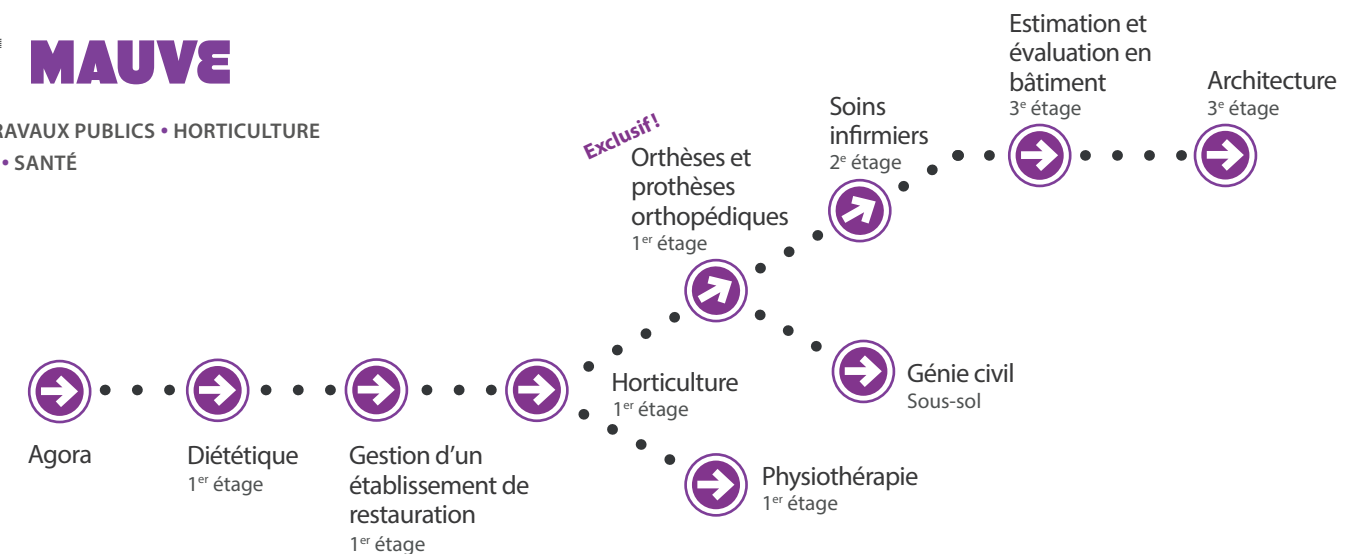 MAUVE
TRAVAUX PUBLICS • HORTICULTURE
• SANTÉ
Estimation et
évaluation en
bâtiment
3e étage
Architecture
3e étage
Soins
infirmiers
2e étage
Exclusif!
Orthèses et
prothèses
orthopédiques
1er étage
Horticulture
1er étage
Génie civil
Sous-sol
Agora
Diététique
1er étage
Gestion d'un
établissement de
restauration
1er étage
Physiothérapie
1er étage